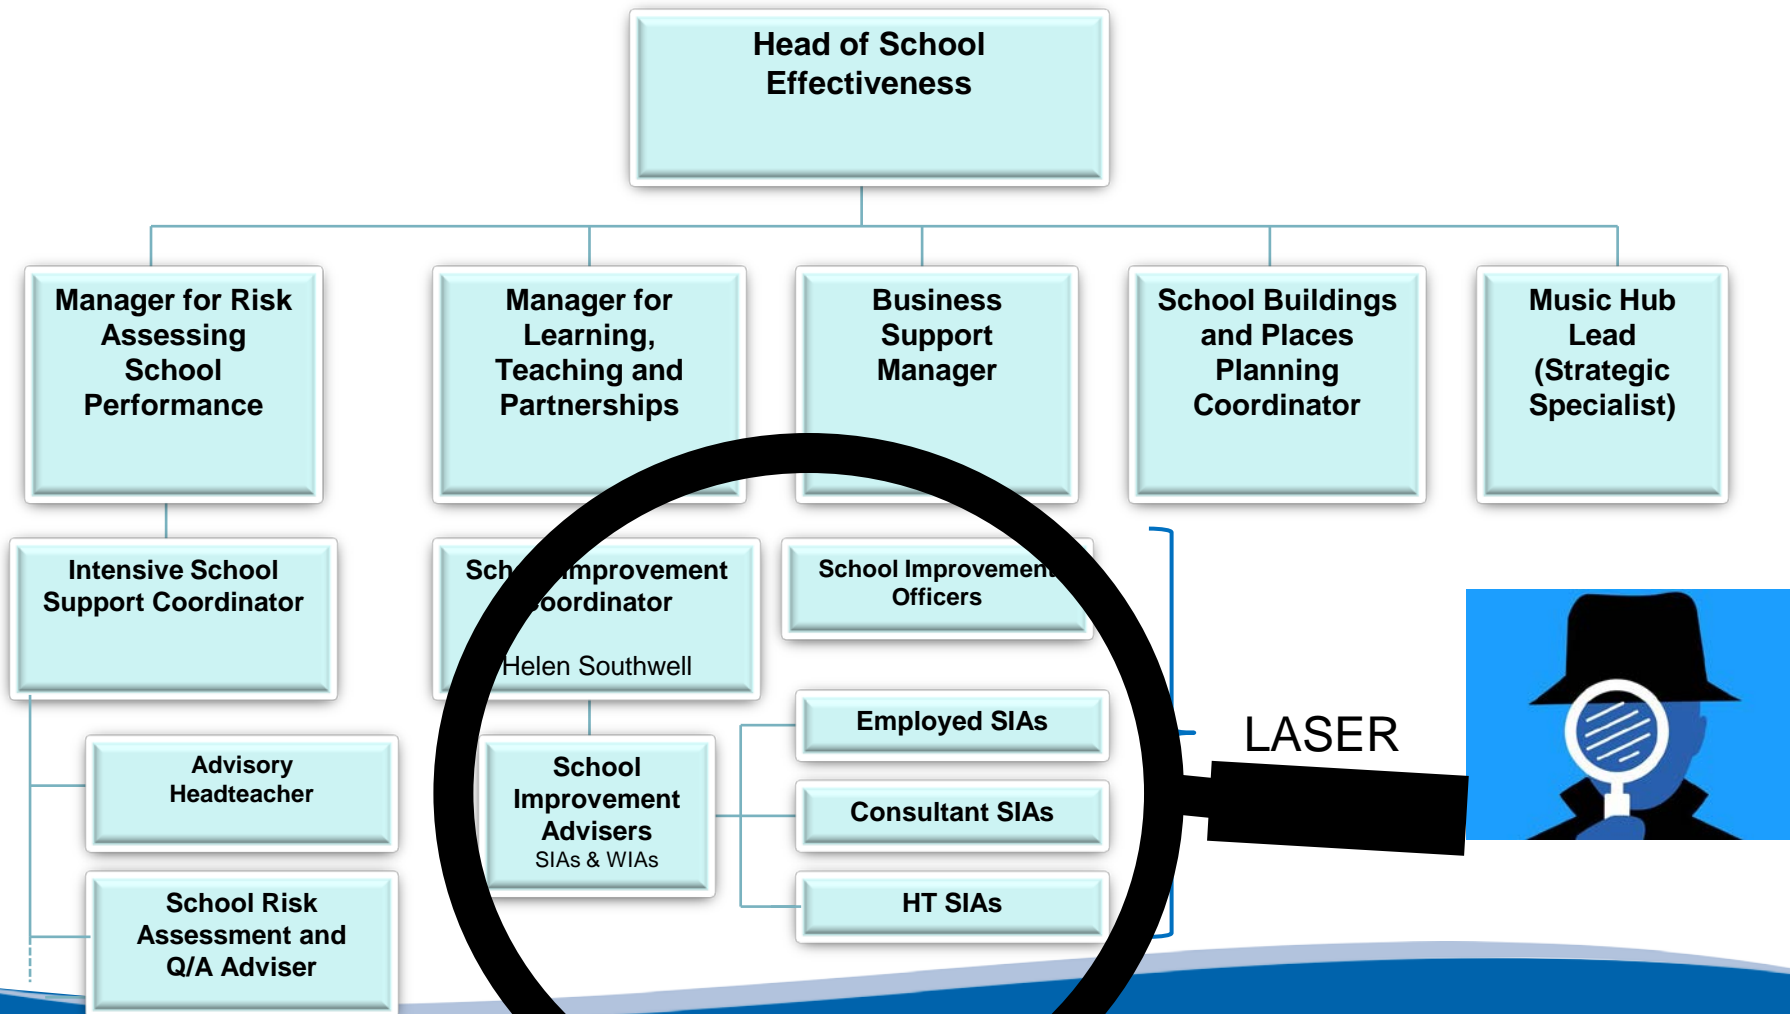 Head of School
Effectiveness
Manager for Risk
Assessing
School
Performance
Manager for
Learning,
Teaching and
Partnerships
Business
Support
Manager
School Buildings
and Places
Planning
Coordinator
Music Hub
Lead
(Strategic
Specialist)
Intensive School
Support Coordinator
School Improvement
Coordinator
Helen Southwell
School Improvement
Officers
Advisory
Headteacher
School Risk
Assessment and
Q/A Adviser
School
Improvement
Advisers
SIAs & WIAs
Employed SIAs
Consultant SIAs
HT SIAs
LASER